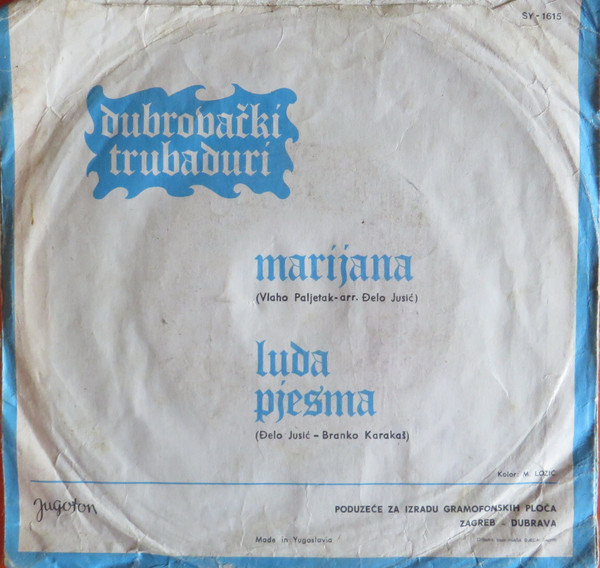 SY-1615
dubrovački
trubaduri
marijana
(Vlaho Paljetak-arr. Đelo Jusić)
luda
pjesma
(Đelo Jusić – Branko Karakaš)
Kolor: M. LOZIĆ
Jugoton
PODUZEĆE ZA IZRADU GRAMOFONSKIH PLOČA
ZAGREB - DUBRAVA
Made in Yugoslavia